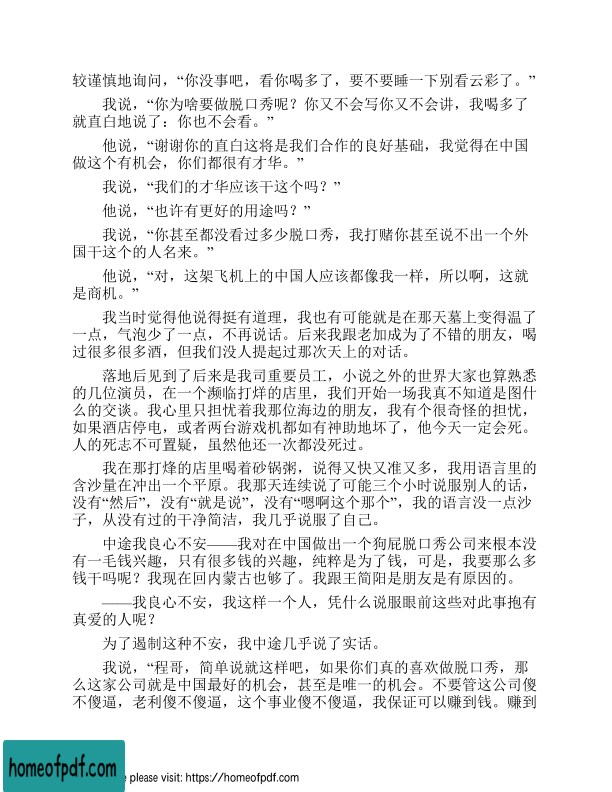 较谨慎地询问，“你没事吧，看你喝多了，要不要睡一下别看云彩了。”
我说，“你为啥要做脱口秀呢？你又不会写你又不会讲，我喝多了
就直白地说了：你也不会看。”
他说，“谢谢你的直白这将是我们合作的良好基础，我觉得在中国
做这个有机会，你们都很有才华。”
我说，“我们的才华应该干这个吗？”
他说，“也许有更好的用途吗？”
我说，“你甚至都没看过多少脱口秀，我打赌你甚至说不出一个外
国干这个的人名来。”
他说，“对，这架飞机上的中国人应该都像我一样，所以啊，这就
是商机。”
我当时觉得他说得挺有道理，我也有可能就是在那天墓上变得温了
一点，气泡少了一点，不再说话。后来我跟老加成为了不错的朋友，喝
过很多很多酒，但我们没人提起过那次天上的对话。
落地后见到了后来是我司重要员工，小说之外的世界大家也算熟悉
的几位演员，在一个濒临打烊的店里，我们开始一场我真不知道是图什
么的交谈。我心里只担忧着我那位海边的朋友，我有个很奇怪的担忧，
如果酒店停电，或者两台游戏机都如有神助地坏了，他今天一定会死。
人的死志不可置疑，虽然他还一次都没死过。
我在那打烊的店里喝着砂锅粥，说得又快又准又多，我用语言里的
含沙量在冲出一个平原。我那天连续说了可能三个小时说服别人的话，
没有“然后”，没有“就是说”，没有“嗯啊这个那个”，我的语言没一点沙
子，从没有过的干净简洁，我几乎说服了自己。
中途我良心不安——我对在中国做出一个狗屁脱口秀公司来根本没
有一毛钱兴趣，只有很多钱的兴趣，纯粹是为了钱，可是，我要那么多
钱干吗呢？我现在回内蒙古也够了。我跟王简阳是朋友是有原因的。
——我良心不安，我这样一个人，凭什么说服眼前这些对此事抱有
真爱的人呢？
为了遏制这种不安，我中途几乎说了实话。
我说，“程哥，简单说就这样吧，如果你们真的喜欢做脱口秀，那
么这家公司就是中国最好的机会，甚至是唯一的机会。不要管这公司傻
不傻逼，老利傻不傻逼，这个事业傻不傻逼，我保证可以赚到钱。赚到
homeofpdf.com
please visit: https://homeofpdf.com